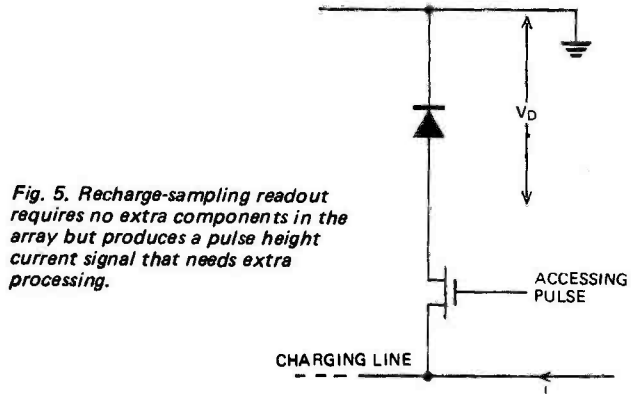 V_D
Fig. 5. Recharge-sampling readout
requires no extra components in the
array but produces a pulse height
current signal that needs extra
processing.
ACCESSING
PULSE
CHARGING LINE
i